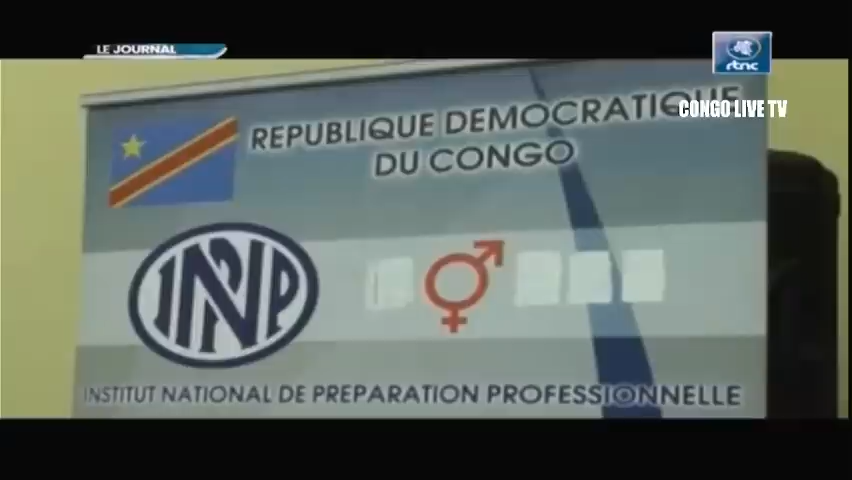 LE JOURNAL
rtnc
CONGO LIVE TV
REPUBLIQUE DEMOCRATIQUE
DU CONGO
INPP
INSTITUT NATIONAL DE PREPARATION PROFESSIONNELLE